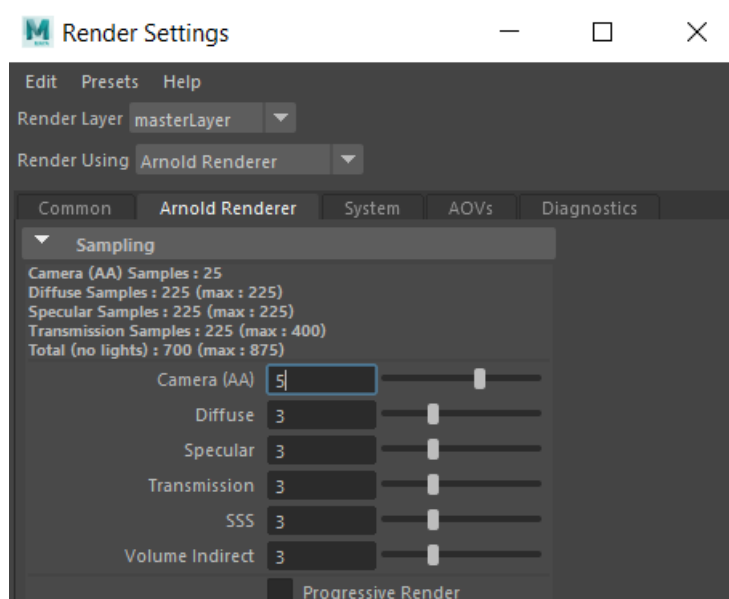 Render Settings
Edit Presets Help
Render Layer masterLayer
Render Using Arnold Renderer
Common Arnold Renderer System AOVs Diagnostics
Sampling
Camera (AA) Samples : 25
Diffuse Samples : 225 (max : 225)
Specular Samples : 225 (max : 225)
Transmission Samples : 225 (max : 400)
Total (no lights) : 700 (max : 875)
Camera (AA) 5
Diffuse 3
Specular 3
Transmission 3
SSS 3
Volume Indirect 3
Progressive Render